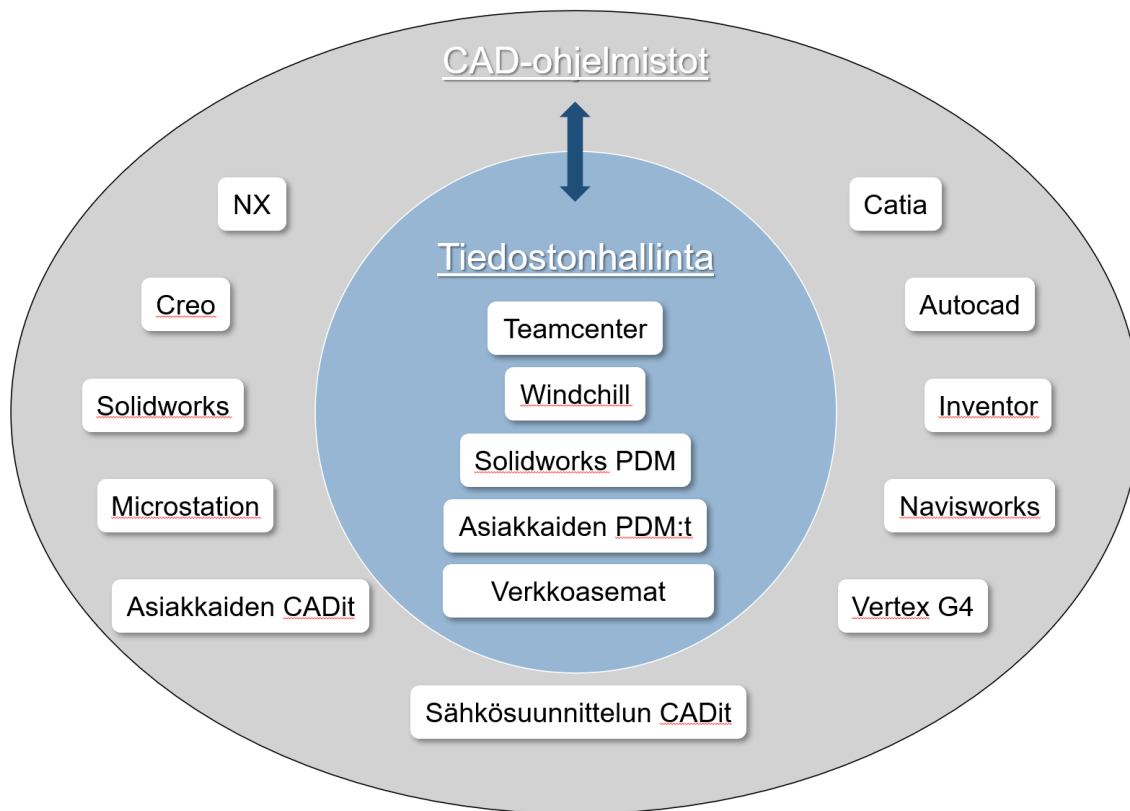 CAD-ohjelmistot
NX
Catia
Tiedostonhallinta
Creo
Autocad
Teamcenter
Windchill
Solidworks
Inventor
Solidworks PDM
Microstation
Navisworks
Asiakkaiden PDM:t
Verkkoasemat
Asiakkaiden CADit
Vertex G4
Sähkösuunnittelun CADit